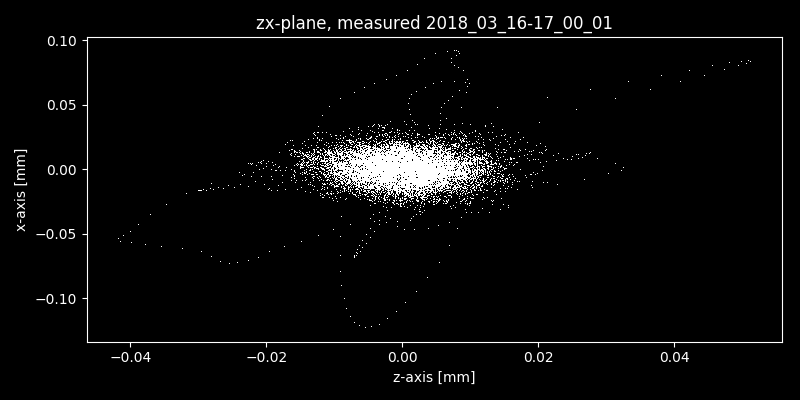 zx-plane, measured 2018_03_16-17_00_01
0.10
0.05
0.00
−0.05
−0.10
x-axis [mm]
−0.04 −0.02 0.00 0.02 0.04
z-axis [mm]